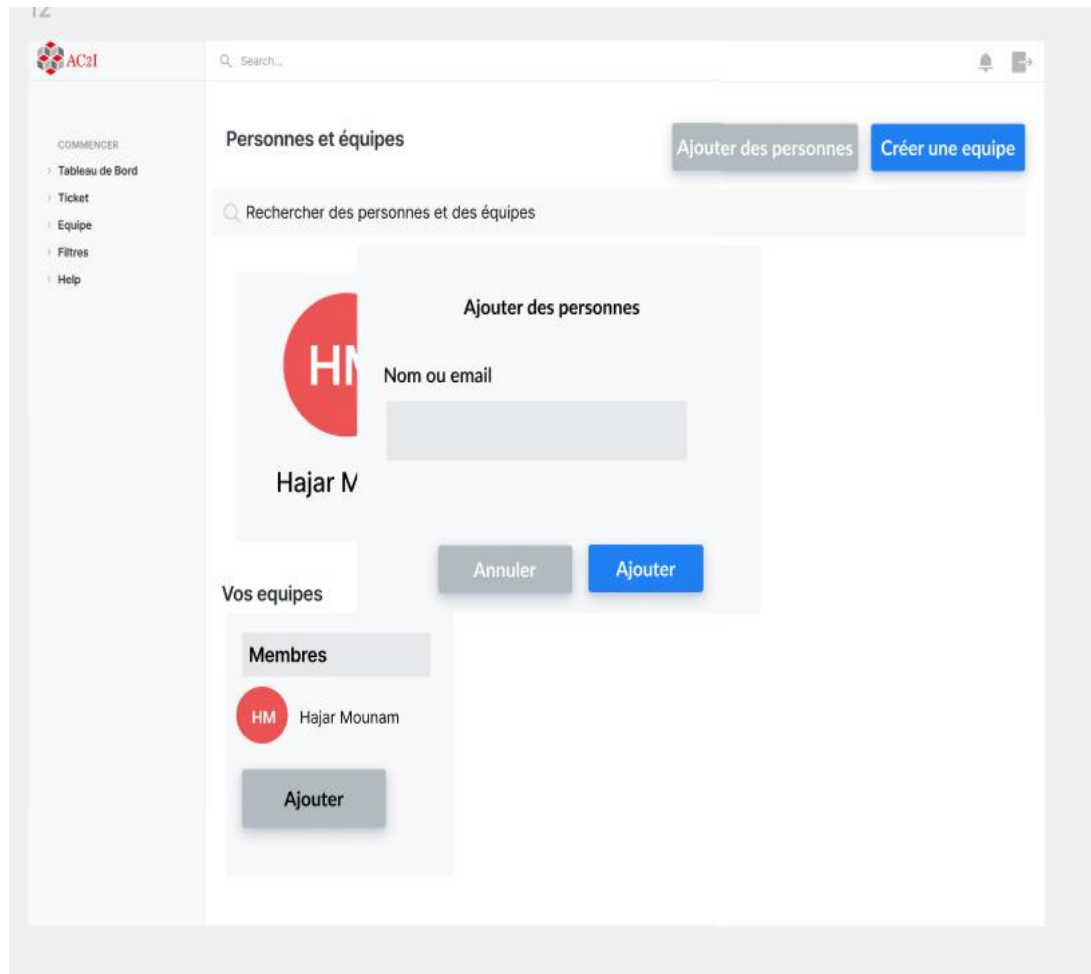 12
AC2I
Search...
COMMENCER
Tableau de Bord
Ticket
Equipe
Filtres
Help
Personnes et équipes
Ajouter des personnes
Créer une equipe
Rechercher des personnes et des équipes
HM
Hajar M
Ajouter des personnes
Nom ou email
Annuler
Ajouter
Vos equipes
Membres
HM
Hajar Mounam
Ajouter